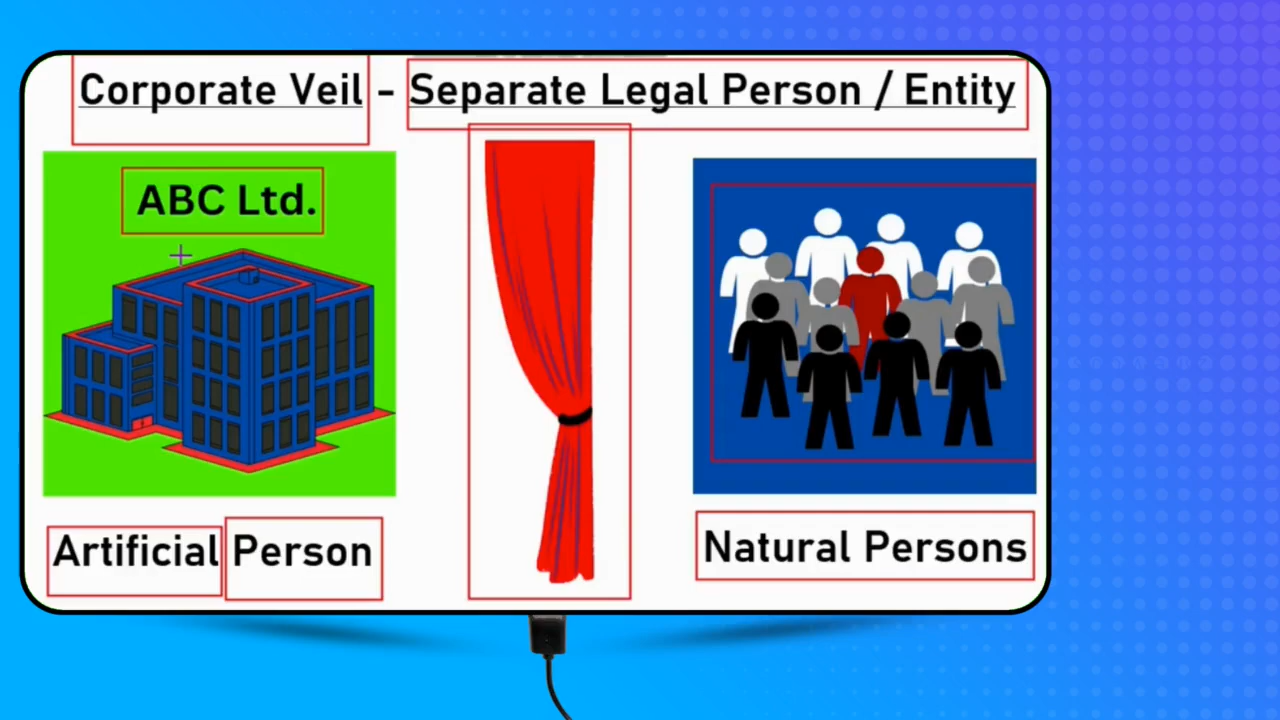 Corporate Veil - Separate Legal Person / Entity
ABC Ltd.
Artificial Person
Natural Persons